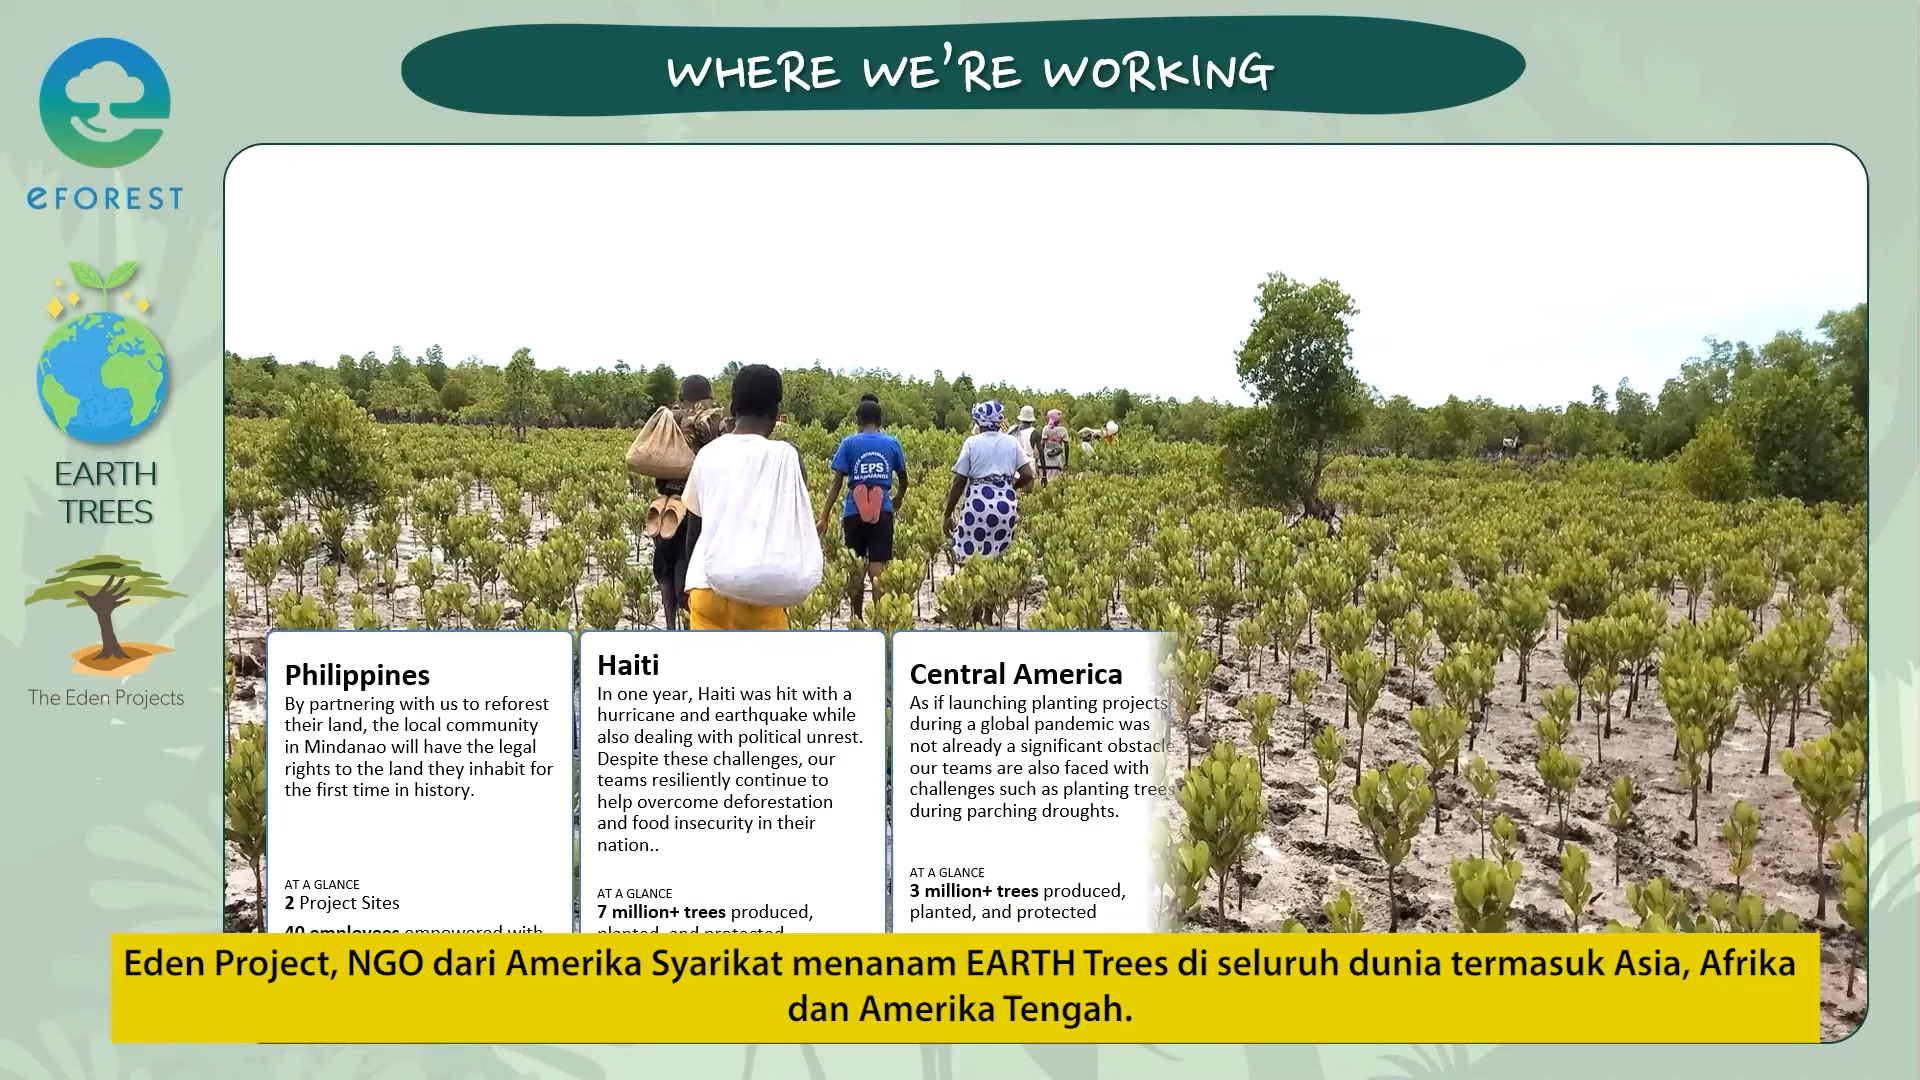 WHERE WE'RE WORKING
eFOREST
EARTH
TREES
The Eden Projects
EPS
Philippines
By partnering with us to reforest
their land, the local community
in Mindanao will have the legal
rights to the land they inhabit for
the first time in history.
AT A GLANCE
2 Project Sites
40 employees empowered with
Haiti
In one year, Haiti was hit with a
hurricane and earthquake while
also dealing with political unrest.
Despite these challenges, our
teams resiliently continue to
help overcome deforestation
and food insecurity in their
nation..
AT A GLANCE
7 million+ trees produced,
planted, and protected
Central America
As if launching planting projects
during a global pandemic was
not already a significant obstacle
our teams are also faced with
challenges such as planting trees
during parching droughts.
AT A GLANCE
3 million+ trees produced,
planted, and protected
Eden Project, NGO dari Amerika Syarikat menanam EARTH Trees di seluruh dunia termasuk Asia, Afrika
dan Amerika Tengah.